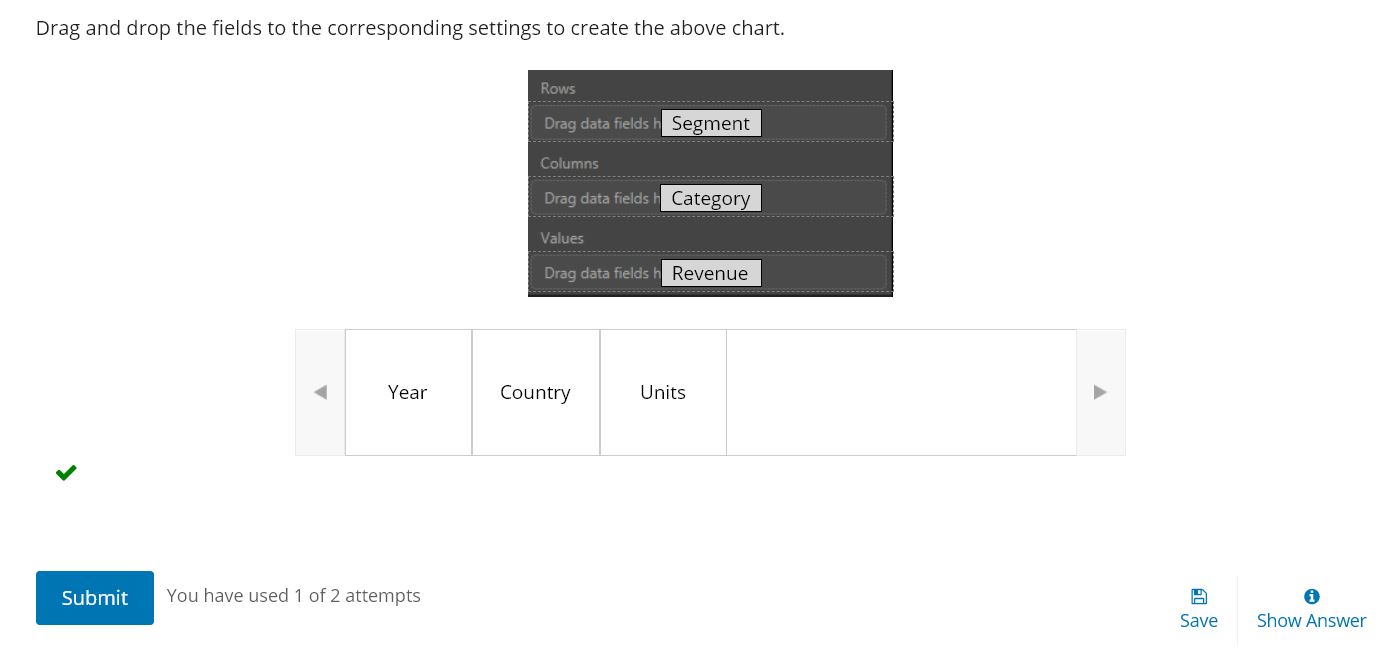 Drag and drop the fields to the corresponding settings to create the above chart.
Rows
Drag data fields h Segment
Columns
Drag data fields h Category
Values
Drag data fields h Revenue
Year Country Units
Submit You have used 1 of 2 attempts
Save Show Answer